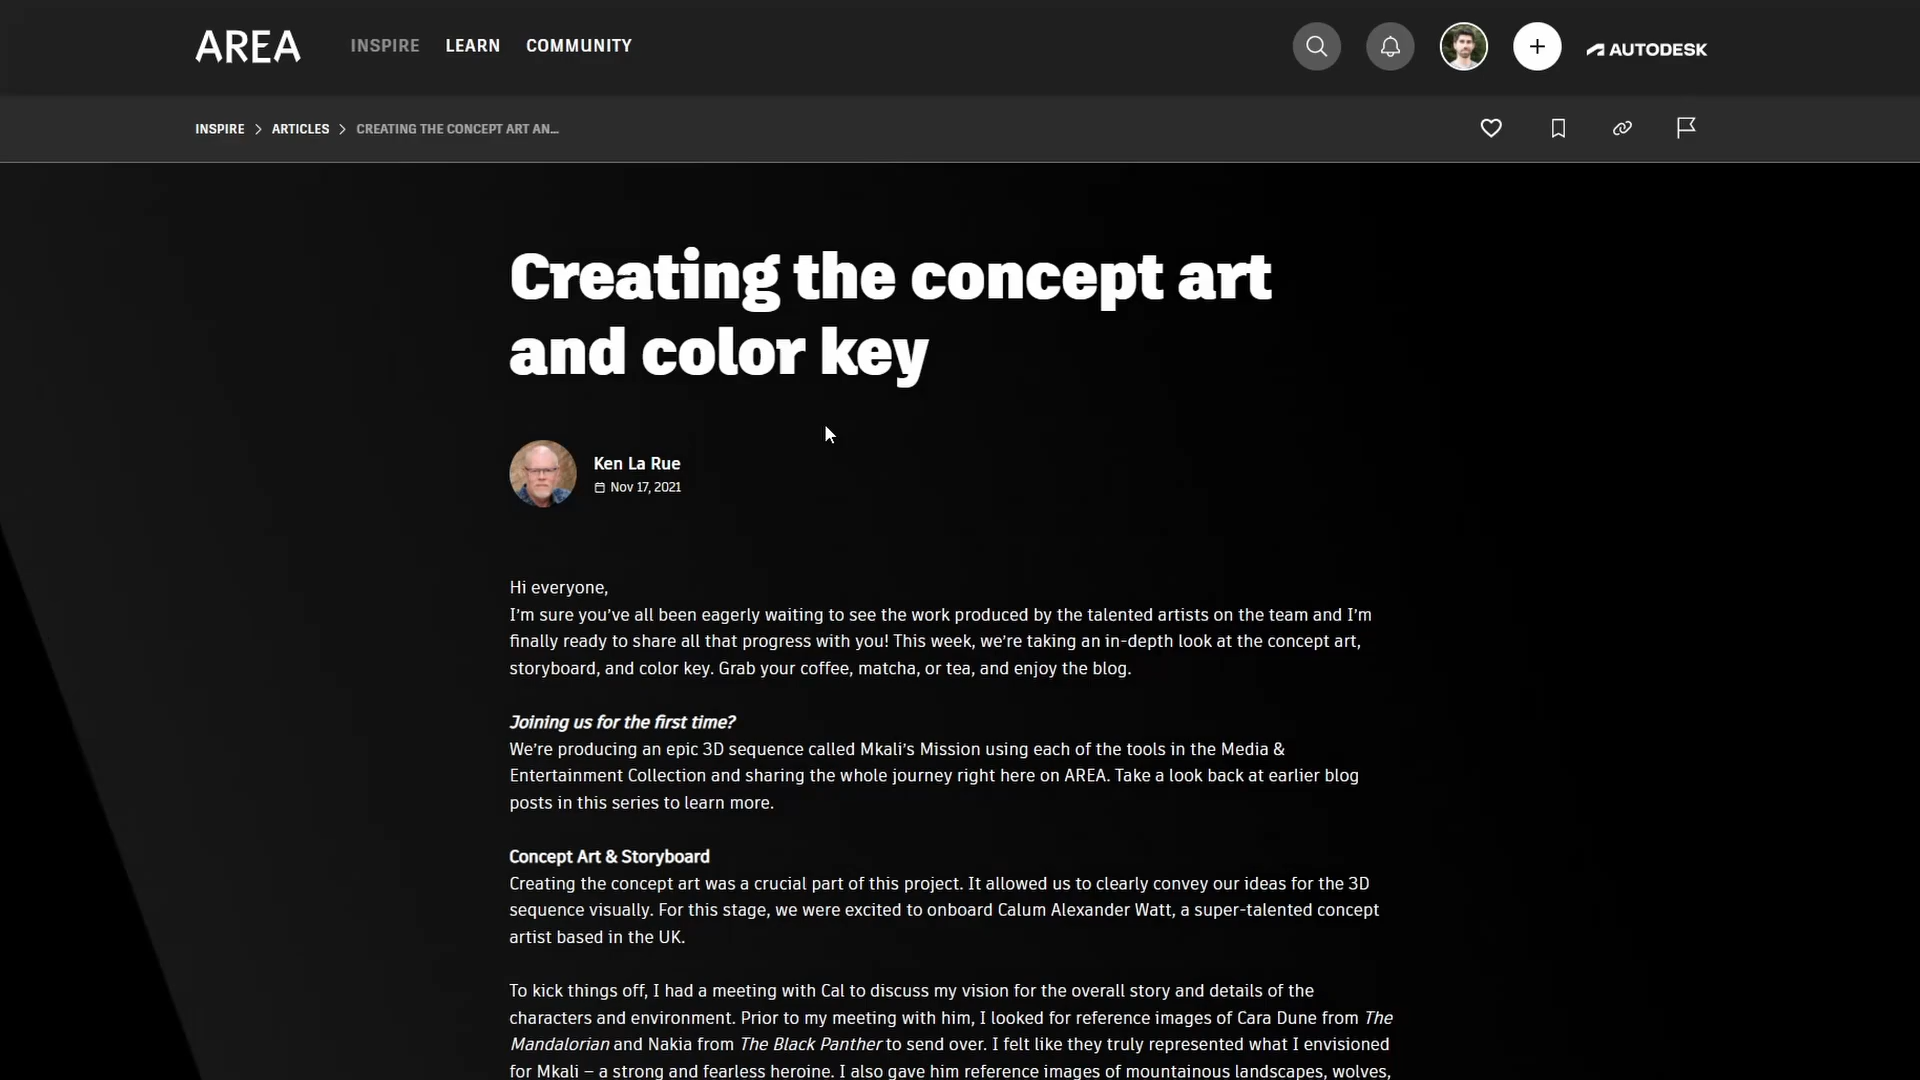 AREA INSPIRE LEARN COMMUNITY AUTODESK
INSPIRE > ARTICLES > CREATING THE CONCEPT ART AN...
Creating the concept art
and color key
Ken La Rue
Nov 17, 2021
Hi everyone,
I'm sure you've all been eagerly waiting to see the work produced by the talented artists on the team and I'm
finally ready to share all that progress with you! This week, we're taking an in-depth look at the concept art,
storyboard, and color key. Grab your coffee, matcha, or tea, and enjoy the blog.
Joining us for the first time?
We're producing an epic 3D sequence called Mkali's Mission using each of the tools in the Media &
Entertainment Collection and sharing the whole journey right here on AREA. Take a look back at earlier blog
posts in this series to learn more.
Concept Art & Storyboard
Creating the concept art was a crucial part of this project. It allowed us to clearly convey our ideas for the 3D
sequence visually. For this stage, we were excited to onboard Calum Alexander Watt, a super-talented concept
artist based in the UK.
To kick things off, I had a meeting with Cal to discuss my vision for the overall story and details of the
characters and environment. Prior to my meeting with him, I looked for reference images of Cara Dune from The
Mandalorian and Nakia from The Black Panther to send over. I felt like they truly represented what I envisioned
for Mkali – a strong and fearless heroine. I also gave him reference images of mountainous landscapes, wolves,